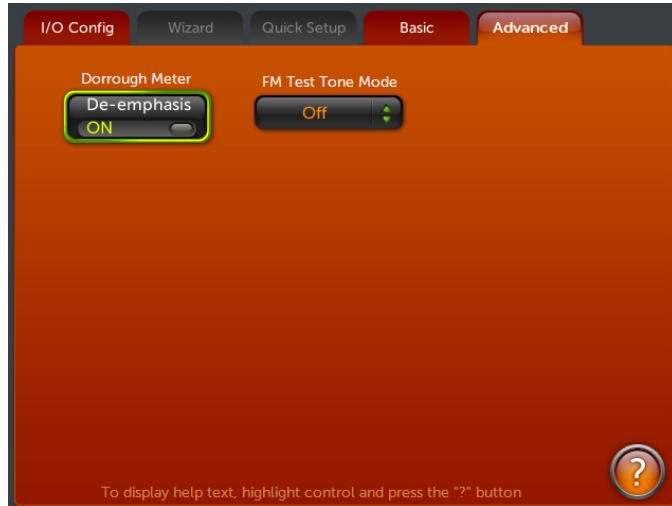 I/O Config
Wizard
Quick Setup
Basic
Advanced
Dorrough Meter
FM Test Tone Mode
De-emphasis
Off
ON
To display help text, highlight control and press the "?" button
?